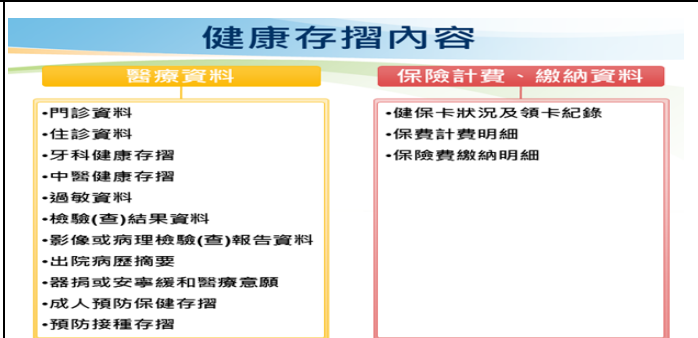 健康存摺內容
醫療資料
•門診資料
•住診資料
•牙科健康存摺
•中醫健康存摺
•過敏資料
•檢驗(查)結果資料
•影像或病理檢驗(查)報告資料
•出院病歷摘要
•器捐或安寧緩和醫療意願
•成人預防保健存摺
•預防接種存摺
保險計費、繳納資料
•健保卡狀況及領卡紀錄
•保費計費明細
•保險費繳納明細